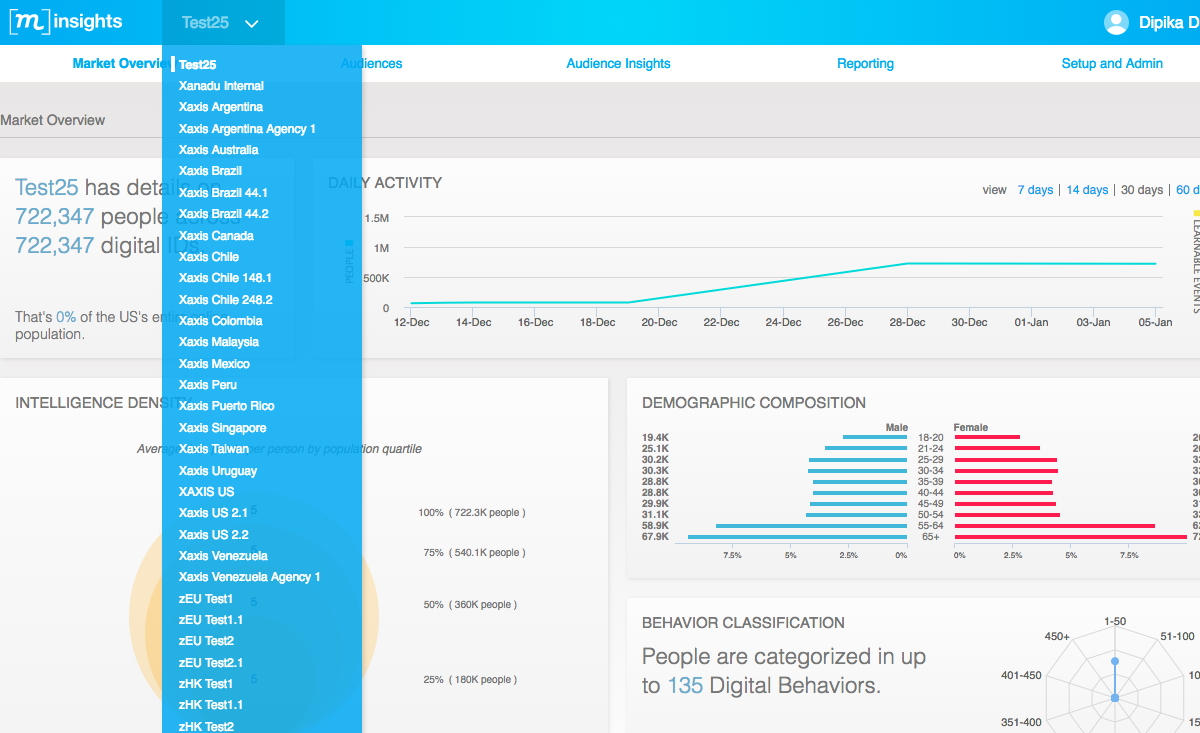 [m] insights
Test25
Dipika D
Market Overvie
Audiences
Audience Insights
Reporting
Setup and Admin
Test25
Xanadu Internal
Xaxis Argentina
Xaxis Argentina Agency 1
Xaxis Australia
Xaxis Brazil
Xaxis Brazil 44.1
Xaxis Brazil 44.2
Xaxis Canada
Xaxis Chile
Xaxis Chile 148.1
Xaxis Chile 248.2
Xaxis Colombia
Xaxis Malaysia
Xaxis Mexico
Xaxis Peru
Xaxis Puerto Rico
Xaxis Singapore
Xaxis Taiwan
Xaxis Uruguay
XAXIS US
Xaxis US 2.1
Xaxis US 2.2
Xaxis Venezuela
Xaxis Venezuela Agency 1
zEU Test1
zEU Test1.1
zEU Test2
zEU Test2.1
zHK Test1
zHK Test1.1
zHK Test2
Market Overview
Test25 has details on
722,347 people across
722,347 digital IDs.
That's 0% of the US's entire
population.
DAILY ACTIVITY
view 7 days | 14 days | 30 days | 60 d
1.5M
1M
500K
0
PEOPLE
LEARNABLE EVENTS
12-Dec 14-Dec 16-Dec 18-Dec 20-Dec 22-Dec 24-Dec 26-Dec 28-Dec 30-Dec 01-Jan 03-Jan 05-Jan
INTELLIGENCE DENSITY
Average per person by population quartile
5
100% ( 722.3K people )
75% ( 540.1K people )
5
50% ( 360K people )
5
25% ( 180K people )
DEMOGRAPHIC COMPOSITION
Male Female
19.4K 18-20
25.1K 21-24
30.2K 25-29
30.3K 30-34
28.8K 35-39
28.8K 40-44
29.9K 45-49
31.1K 50-54
58.9K 55-64
67.9K 65+
7.5% 5% 2.5% 0% 0% 2.5% 5% 7.5%
BEHAVIOR CLASSIFICATION
People are categorized in up
to 135 Digital Behaviors.
1-50
450+
51-100
401-450
351-400